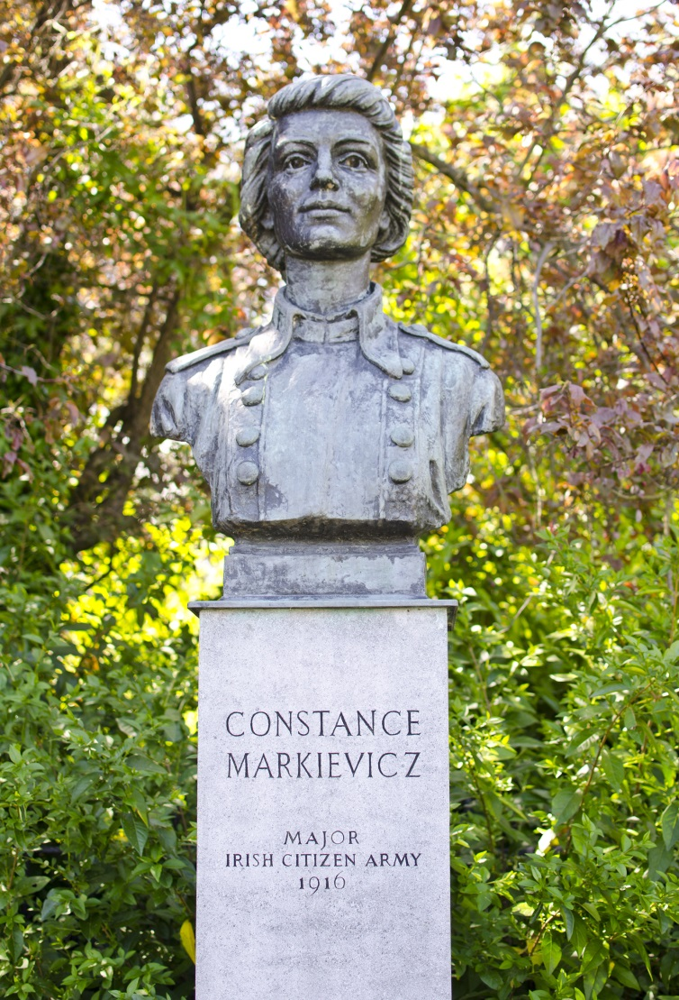 CONSTANCE
MARKIEVICZ
MAJOR
IRISH CITIZEN ARMY
1916